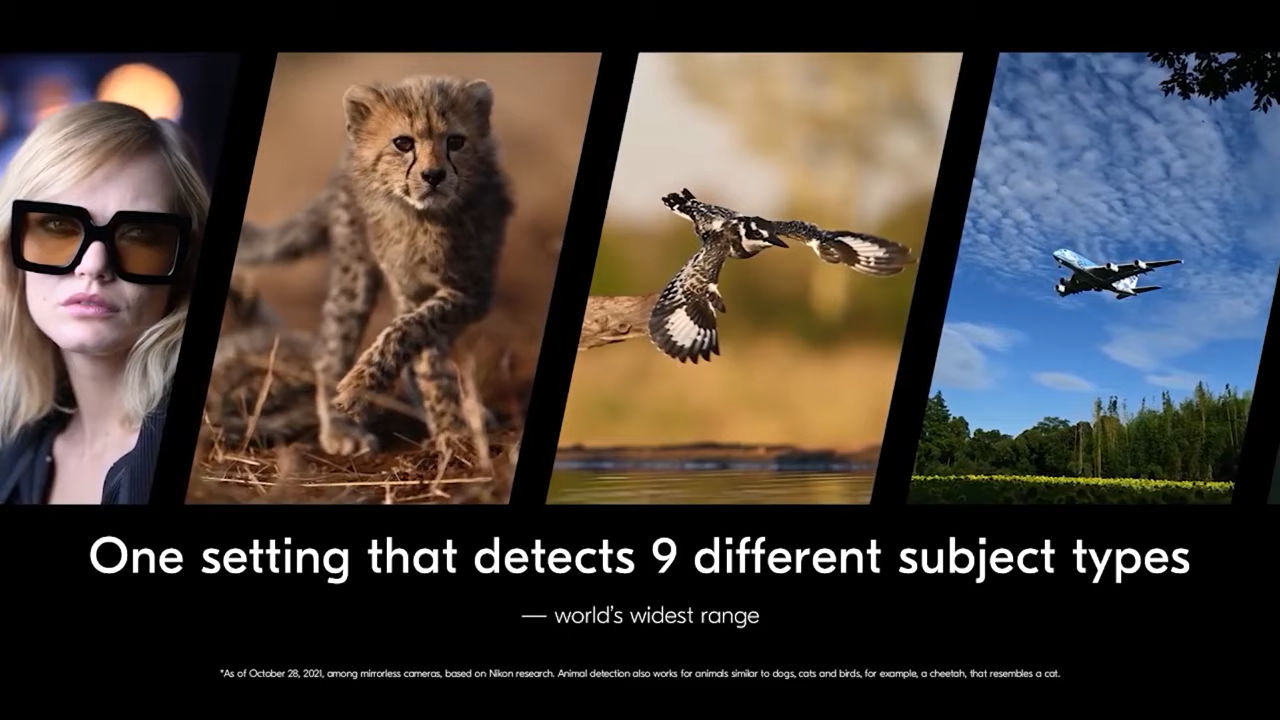 One setting that detects 9 different subject types
— world's widest range
*As of October 28, 2021, among mirrorless cameras, based on Nikon research. Animal detection also works for animals similar to dogs, cats and birds, for example, a cheetah, that resembles a cat.